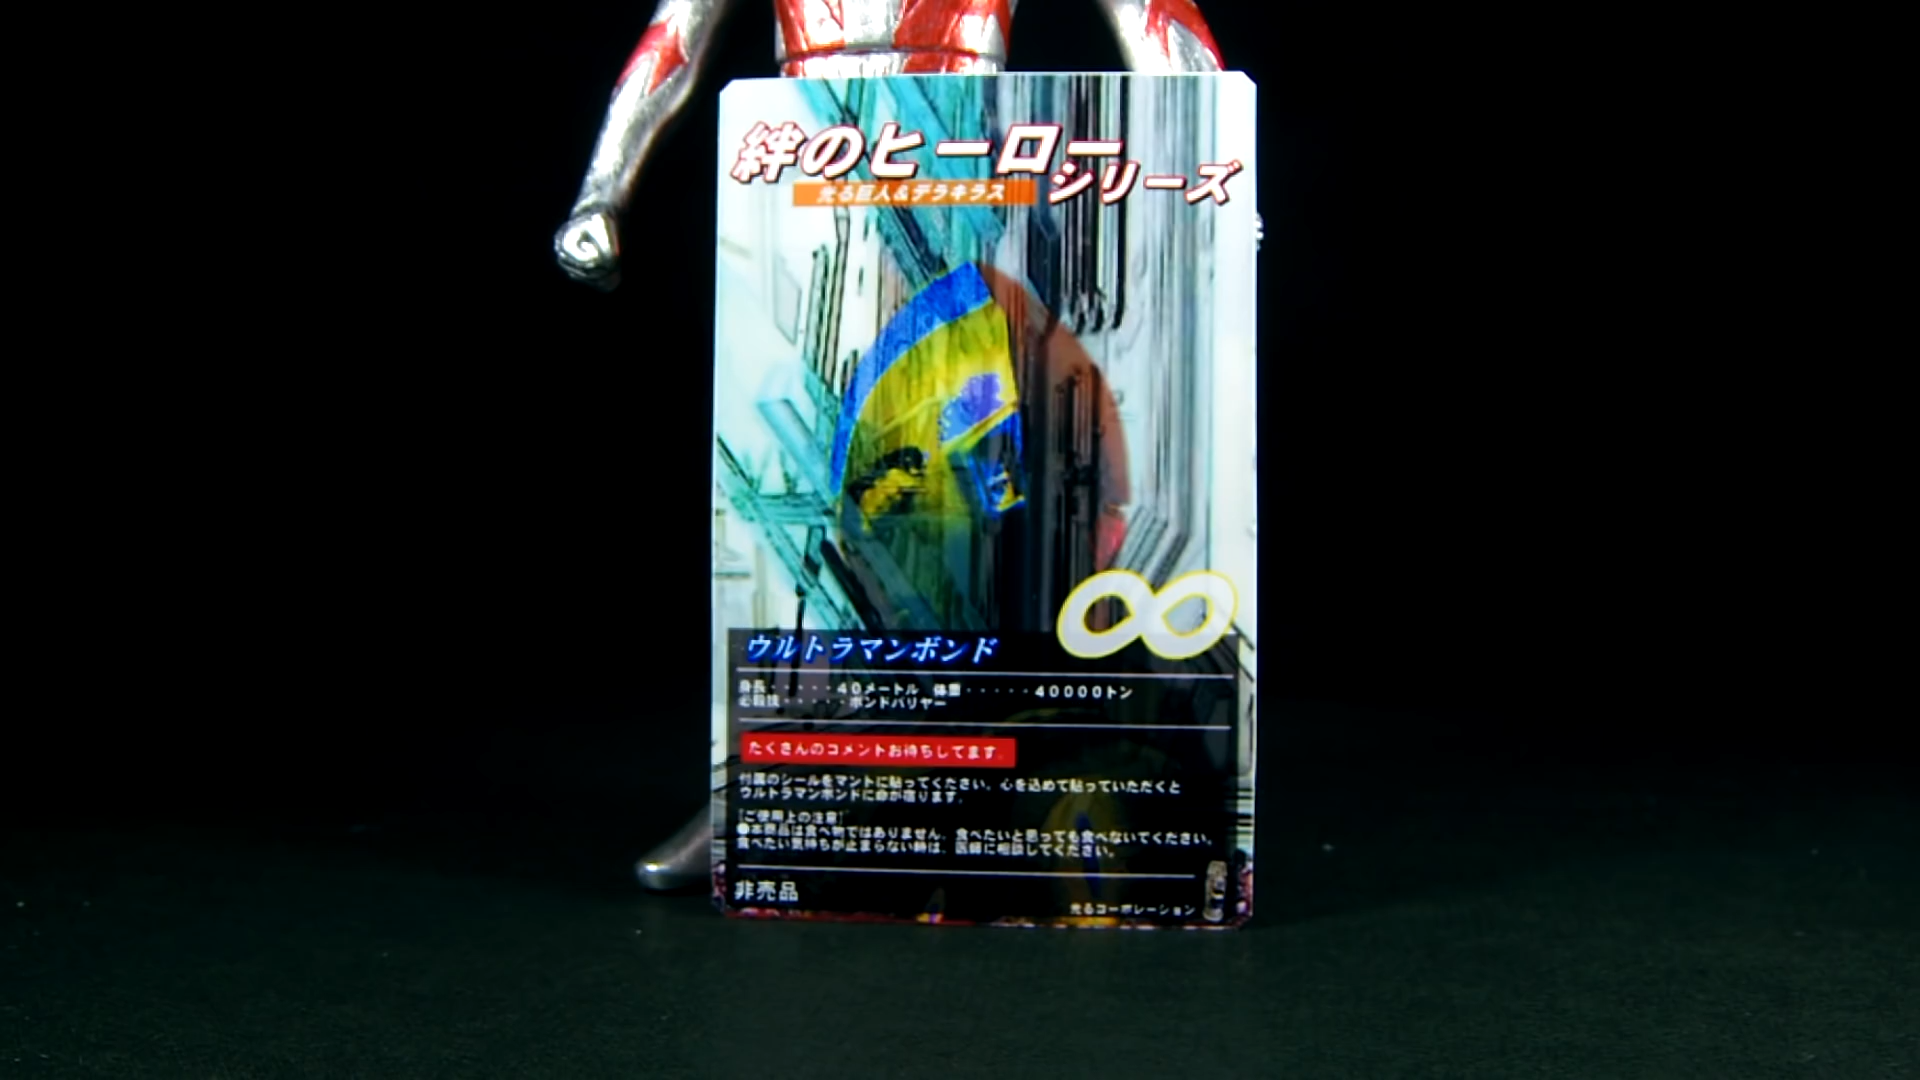 絆のヒーロー
シリーズ
光る巨人&デラキラス
ウルトラマンボンド
身長・・・・・40メートル 体重・・・・・40000トン
必殺技・・・・・ボンドバリヤー
たくさんのコメントお待ちしてます。
付属のシールをマントに貼ってください。心を込めて貼っていただくと
ウルトラマンボンドに命が宿ります。
[ご使用上の注意]
●本商品は食べ物ではありません。食べたいと思っても食べないでください。
食べたい気持ちが止まらない時は、医師に相談してください。
非売品
光るコーポレーション